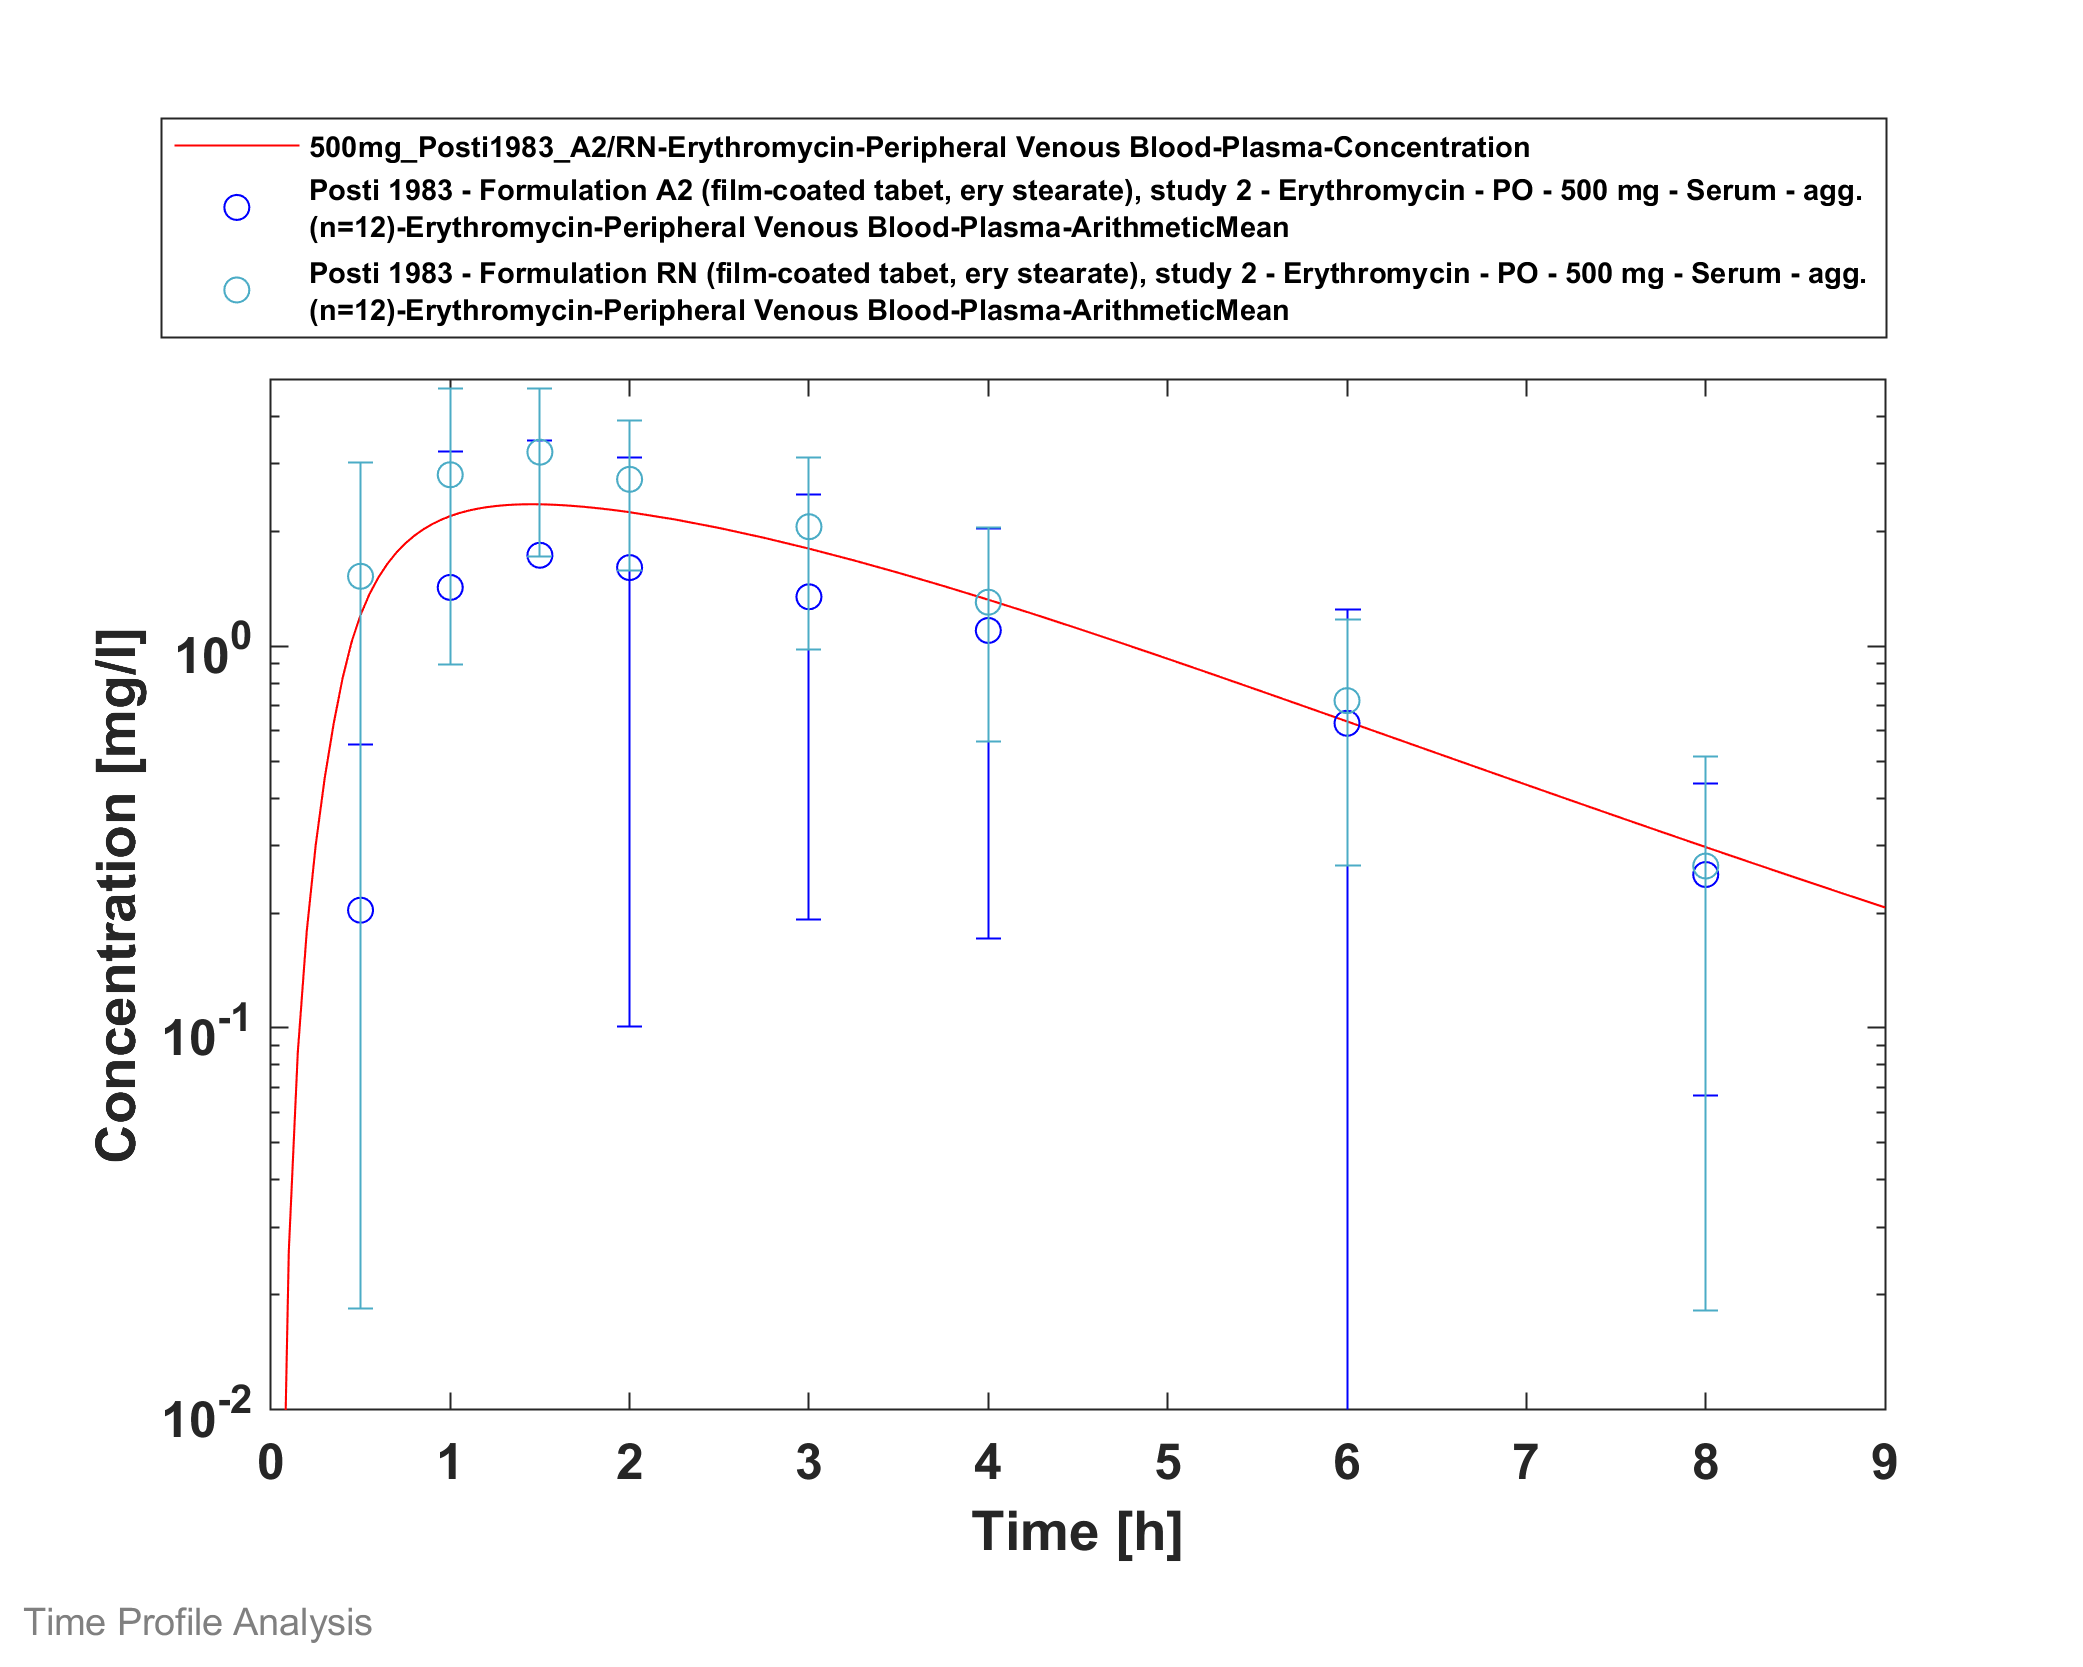 500mg_Posti1983_A2/RN-Erythromycin-Peripheral Venous Blood-Plasma-Concentration
Posti 1983 - Formulation A2 (film-coated tabet, ery stearate), study 2 - Erythromycin - PO - 500 mg - Serum - agg.
(n=12)-Erythromycin-Peripheral Venous Blood-Plasma-ArithmeticMean
Posti 1983 - Formulation RN (film-coated tabet, ery stearate), study 2 - Erythromycin - PO - 500 mg - Serum - agg.
(n=12)-Erythromycin-Peripheral Venous Blood-Plasma-ArithmeticMean
Concentration [mg/l]
10^0
10^-1
10^-2
0 1 2 3 4 5 6 7 8 9
Time [h]
Time Profile Analysis